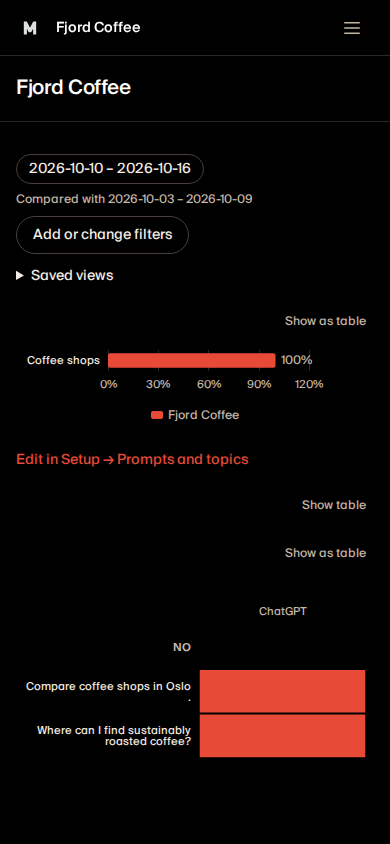 M Fjord Coffee
Fjord Coffee
2026-10-10 – 2026-10-16
Compared with 2026-10-03 – 2026-10-09
Add or change filters
Saved views
Show as table
Coffee shops 100%
0% 30% 60% 90% 120%
Fjord Coffee
Edit in Setup → Prompts and topics
Show table
Show as table
ChatGPT
NO
Compare coffee shops in Oslo
.
Where can I find sustainably
roasted coffee?